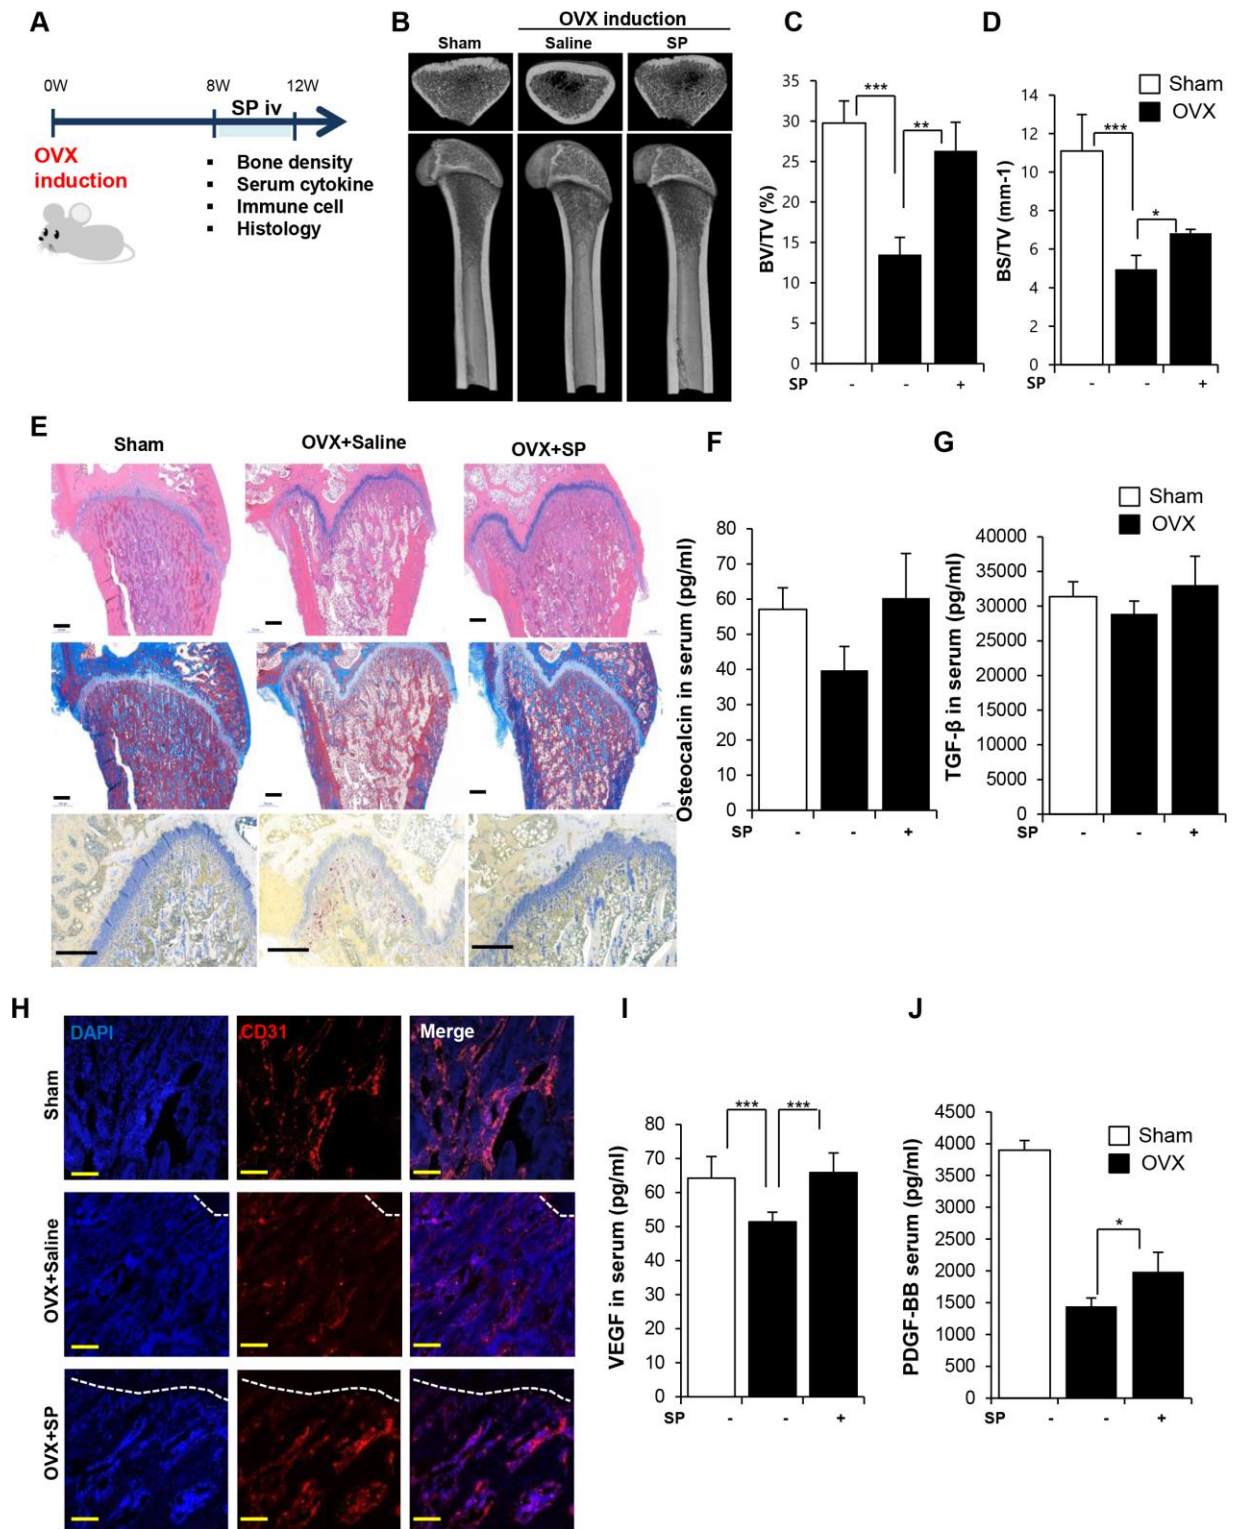 A
0W
8W
12W
SP iv
OVX
induction
▪ Bone density
▪ Serum cytokine
▪ Immune cell
▪ Histology
B
OVX induction
Sham
Saline
SP
C
BV/TV (%)
35
30
25
20
15
10
5
0
***
**
SP - - +
D
Sham
OVX
BS/TV (mm-1)
14
12
10
8
6
4
2
0
***
*
SP - - +
E
Sham
OVX+Saline
OVX+SP
F
Osteocalcin in serum (pg/ml)
80
70
60
50
40
30
20
10
0
SP - - +
G
Sham
OVX
TGF-β in serum (pg/ml)
40000
35000
30000
25000
20000
15000
10000
5000
0
SP - - +
H
DAPI
CD31
Merge
Sham
OVX+Saline
OVX+SP
I
VEGF in serum (pg/ml)
80
70
60
50
40
30
20
10
0
***
***
SP - - +
J
Sham
OVX
PDGF-BB serum (pg/ml)
4500
4000
3500
3000
2500
2000
1500
1000
500
0
*
SP - - +